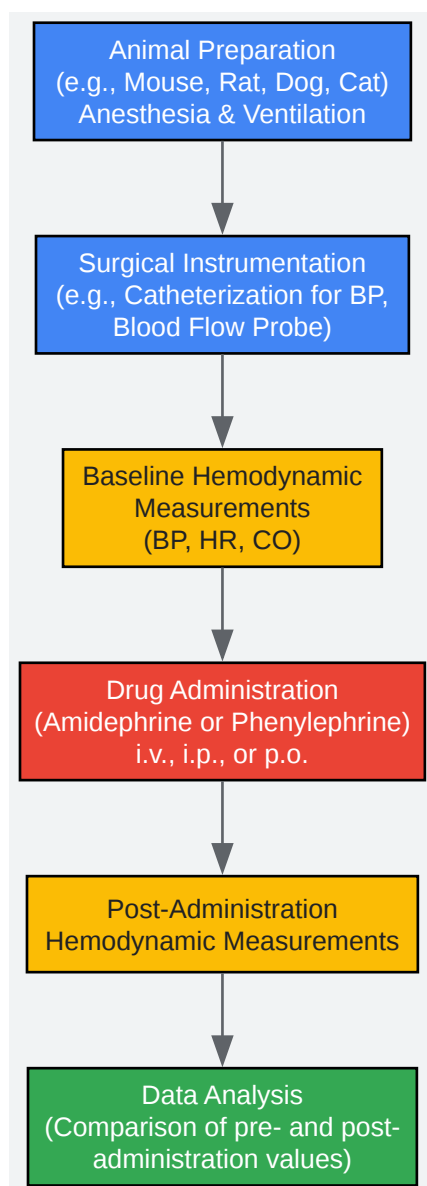 Animal Preparation
(e.g., Mouse, Rat, Dog, Cat)
Anesthesia & Ventilation
Surgical Instrumentation
(e.g., Catheterization for BP,
Blood Flow Probe)
Baseline Hemodynamic
Measurements
(BP, HR, CO)
Drug Administration
(Amidephrine or Phenylephrine)
i.v., i.p., or p.o.
Post-Administration
Hemodynamic Measurements
Data Analysis
(Comparison of pre- and post-
administration values)